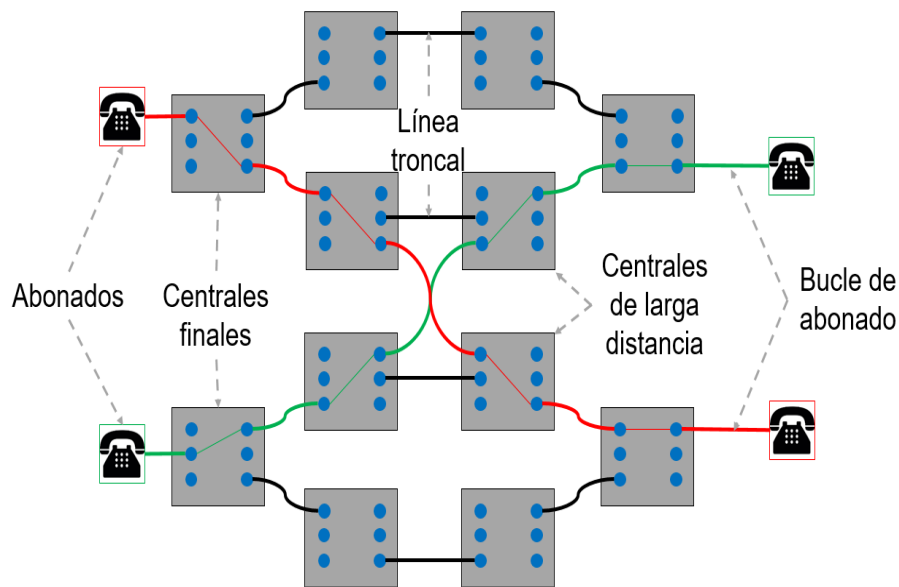 Línea
troncal
Abonados
Centrales
finales
Centrales
de larga
distancia
Bucle de
abonado